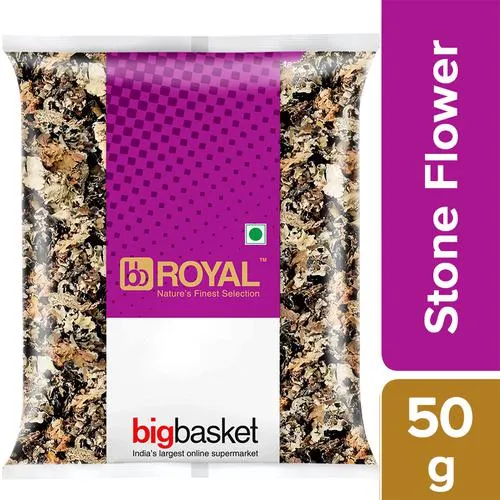 bb ROYAL™
Nature's Finest Selection
bigbasket
India's largest online supermarket
Stone Flower
50
g